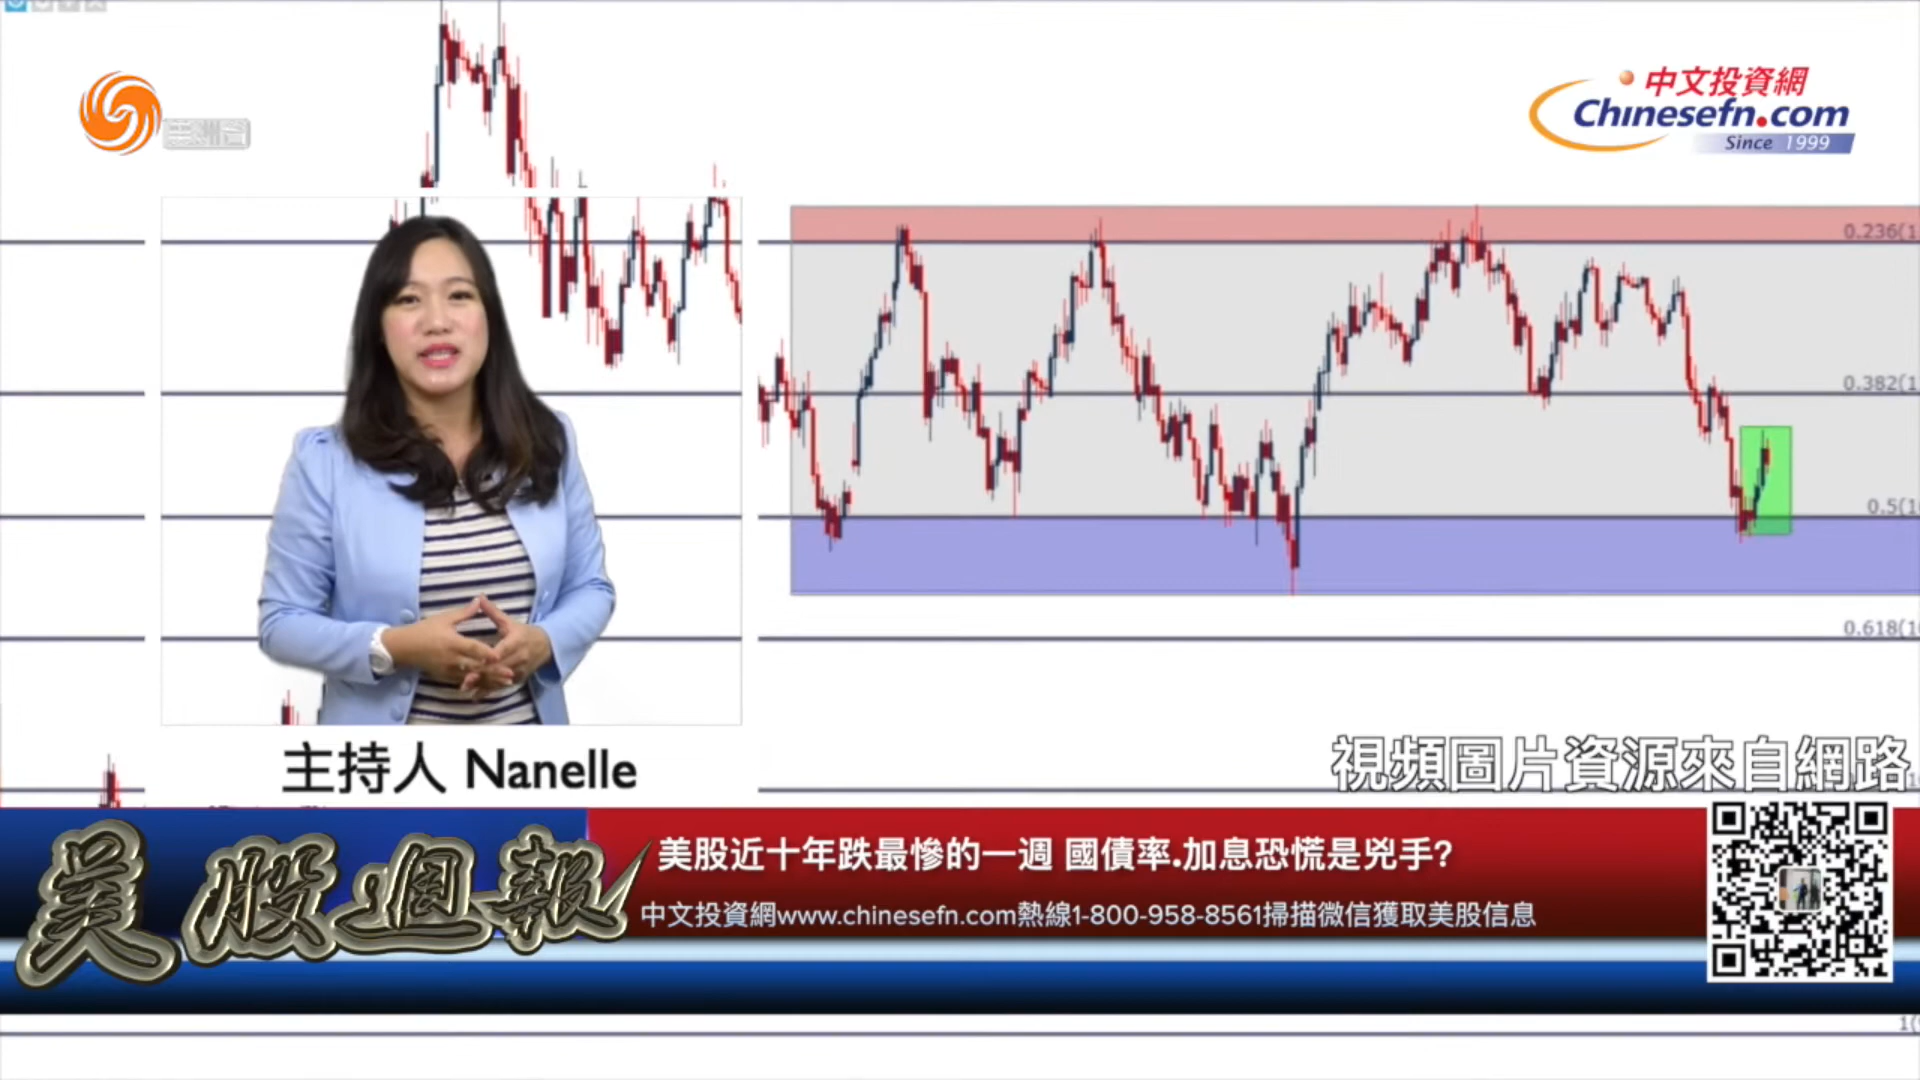 美洲台
中文投資網
Chinesefn.com
Since 1999
0.236(1
0.382(1
0.5(1
0.618(1
主持人 Nanelle
視頻圖片資源來自網路
美股週報
美股近十年跌最慘的一週 國債率.加息恐慌是兇手?
中文投資網www.chinesefn.com熱線1-800-958-8561掃描微信獲取美股信息
1(